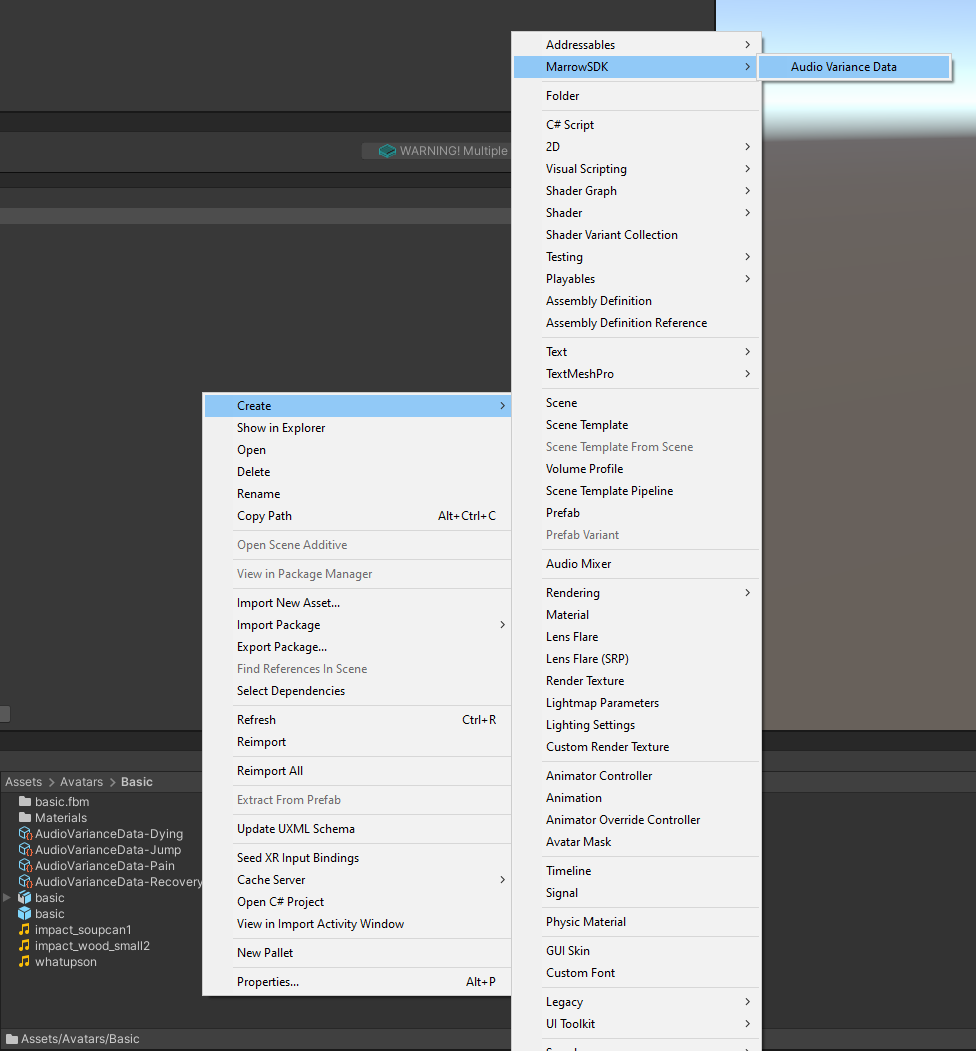 WARNING! Multiple
Assets > Avatars > Basic
basic.fbm
Materials
AudioVarianceData-Dying
AudioVarianceData-Jump
AudioVarianceData-Pain
AudioVarianceData-Recovery
basic
basic
impact_soupcan1
impact_wood_small2
whatupson
Assets/Avatars/Basic
Create
Show in Explorer
Open
Delete
Rename
Copy Path Alt+Ctrl+C
Open Scene Additive
View in Package Manager
Import New Asset...
Import Package
Export Package...
Find References In Scene
Select Dependencies
Refresh Ctrl+R
Reimport
Reimport All
Extract From Prefab
Update UXML Schema
Seed XR Input Bindings
Cache Server
Open C# Project
View in Import Activity Window
New Pallet
Properties... Alt+P
Addressables
MarrowSDK
Folder
C# Script
2D
Visual Scripting
Shader Graph
Shader
Shader Variant Collection
Testing
Playables
Assembly Definition
Assembly Definition Reference
Text
TextMeshPro
Scene
Scene Template
Scene Template From Scene
Volume Profile
Scene Template Pipeline
Prefab
Prefab Variant
Audio Mixer
Rendering
Material
Lens Flare
Lens Flare (SRP)
Render Texture
Lightmap Parameters
Lighting Settings
Custom Render Texture
Animator Controller
Animation
Animator Override Controller
Avatar Mask
Timeline
Signal
Physic Material
GUI Skin
Custom Font
Legacy
UI Toolkit
Audio Variance Data